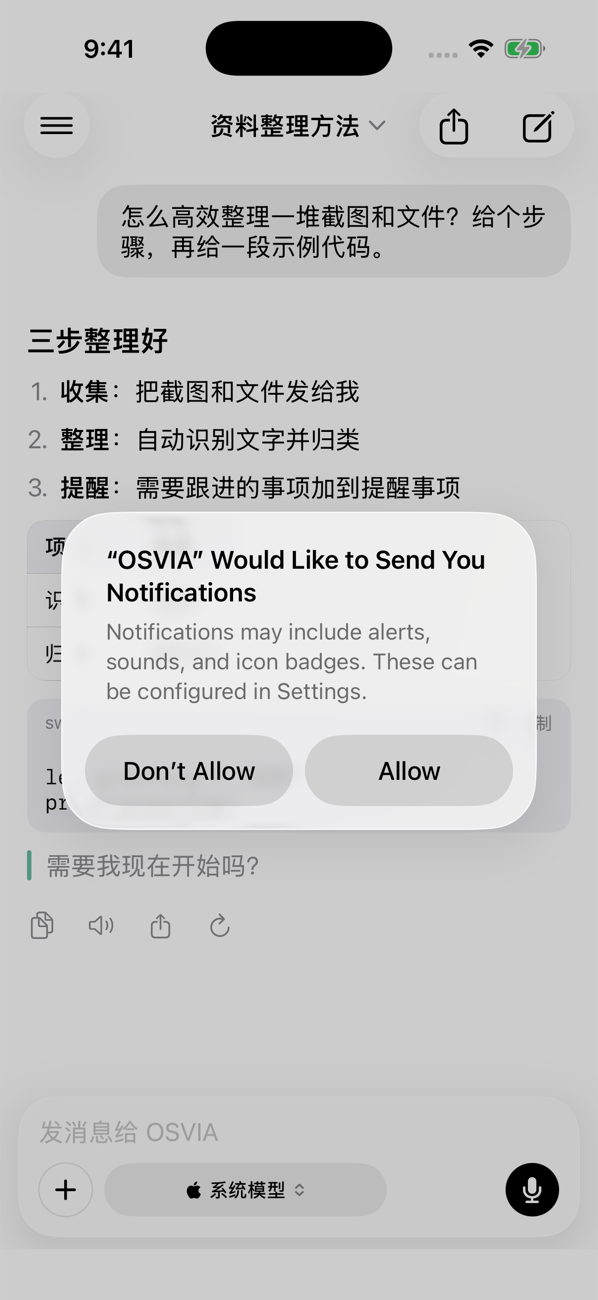 9:41
资料整理方法
怎么高效整理一堆截图和文件？给个步
骤，再给一段示例代码。
三步整理好
1. 收集：把截图和文件发给我
2. 整理：自动识别文字并归类
3. 提醒：需要跟进的事项加到提醒事项
项
识
归
制
“OSVIA” Would Like to Send You
Notifications
Notifications may include alerts,
sounds, and icon badges. These can
be configured in Settings.
Don’t Allow
Allow
需要我现在开始吗？
发消息给 OSVIA
系统模型